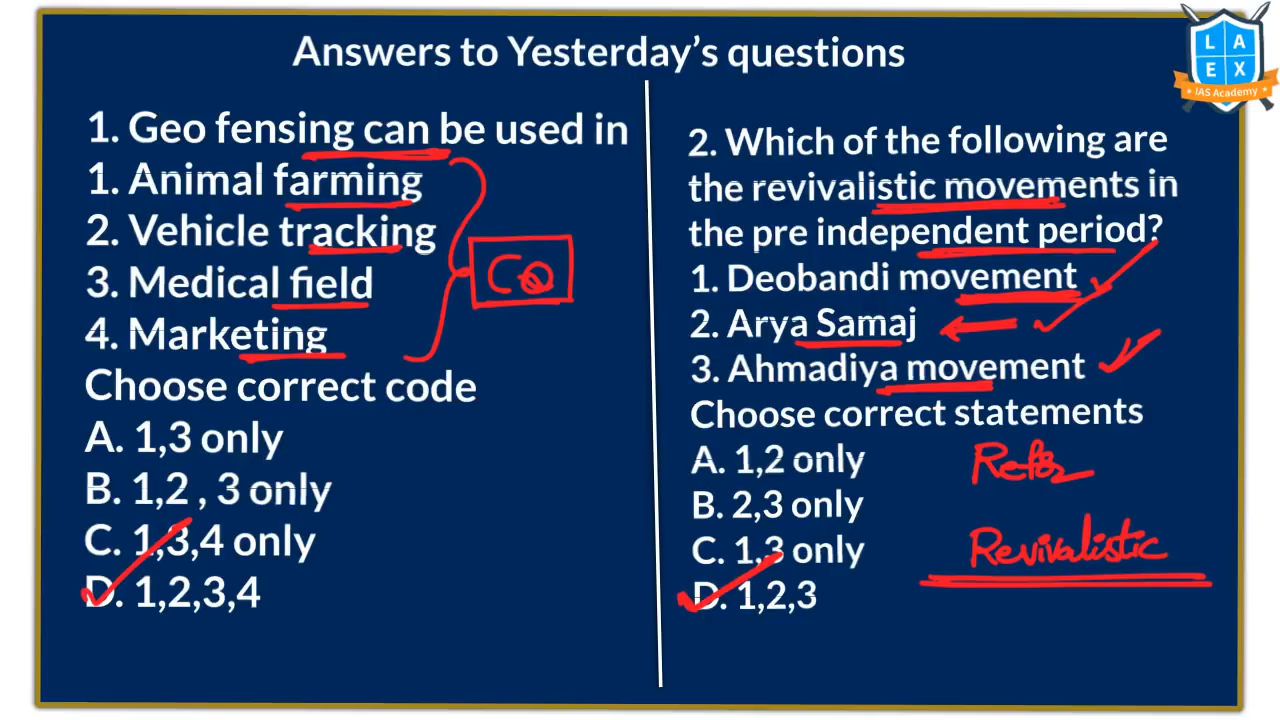 Answers to Yesterday's questions
L A
E X
IAS Academy
1. Geo fensing can be used in
1. Animal farming
2. Vehicle tracking
3. Medical field
4. Marketing
Choose correct code
A. 1,3 only
B. 1,2 , 3 only
C. 1,3,4 only
D. 1,2,3,4
2. Which of the following are
the revivalistic movements in
the pre independent period?
1. Deobandi movement
2. Arya Samaj
3. Ahmadiya movement
Choose correct statements
A. 1,2 only
B. 2,3 only
C. 1,3 only
D. 1,2,3
Revivalistic